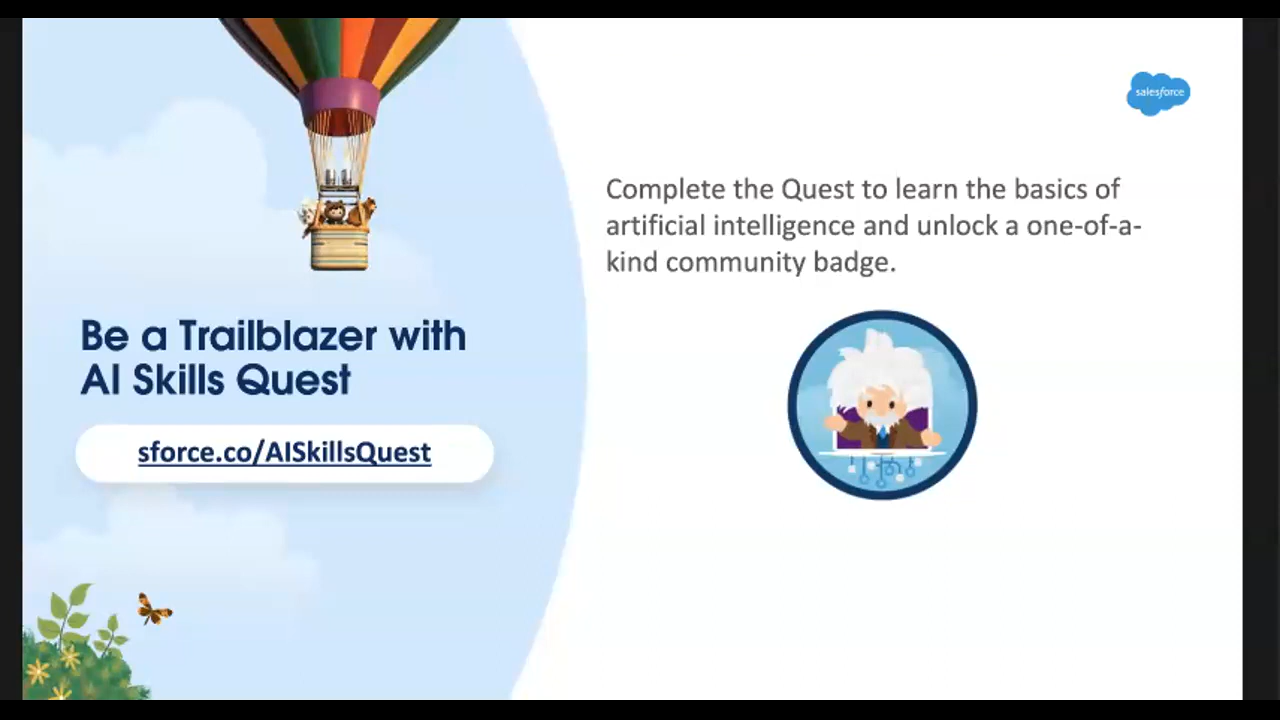 salesforce
Complete the Quest to learn the basics of
artificial intelligence and unlock a one-of-a-
kind community badge.
Be a Trailblazer with
AI Skills Quest
sforce.co/AISkillsQuest